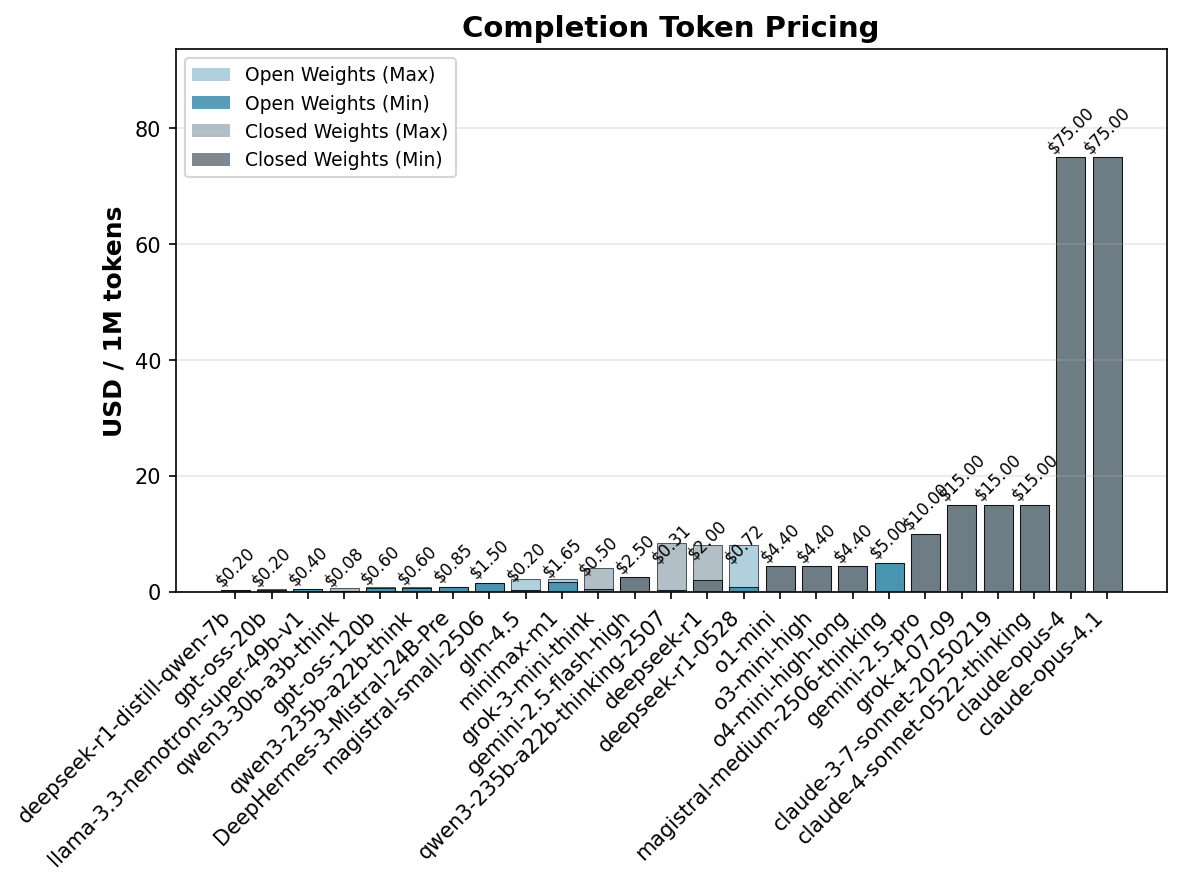 Completion Token Pricing
Open Weights (Max)
Open Weights (Min)
Closed Weights (Max)
Closed Weights (Min)
USD / 1M tokens
80
60
40
20
0
$0.20
$0.20
$0.40
$0.08
$0.60
$0.60
$0.85
$1.50
$0.20
$1.65
$0.50
$2.50
$0.31
$2.00
$0.72
$4.40
$4.40
$4.40
$5.00
$10.00
$15.00
$15.00
$15.00
$75.00
$75.00
deepseek-r1-distill-qwen-7b
gpt-oss-20b
llama-3.3-nemotron-super-49b-v1
qwen3-30b-a3b-think
gpt-oss-120b
qwen3-235b-a22b-think
DeepHermes-3-Mistral-24B-Pre
magistral-small-2506
glm-4.5
minimax-m1
grok-3-mini-think
gemini-2.5-flash-high
qwen3-235b-a22b-thinking-2507
deepseek-r1
deepseek-r1-0528
o1-mini
o3-mini-high
o4-mini-high-long
magistral-medium-2506-thinking
gemini-2.5-pro
grok-4-07-09
claude-3-7-sonnet-20250219
claude-4-sonnet-0522-thinking
claude-opus-4
claude-opus-4.1